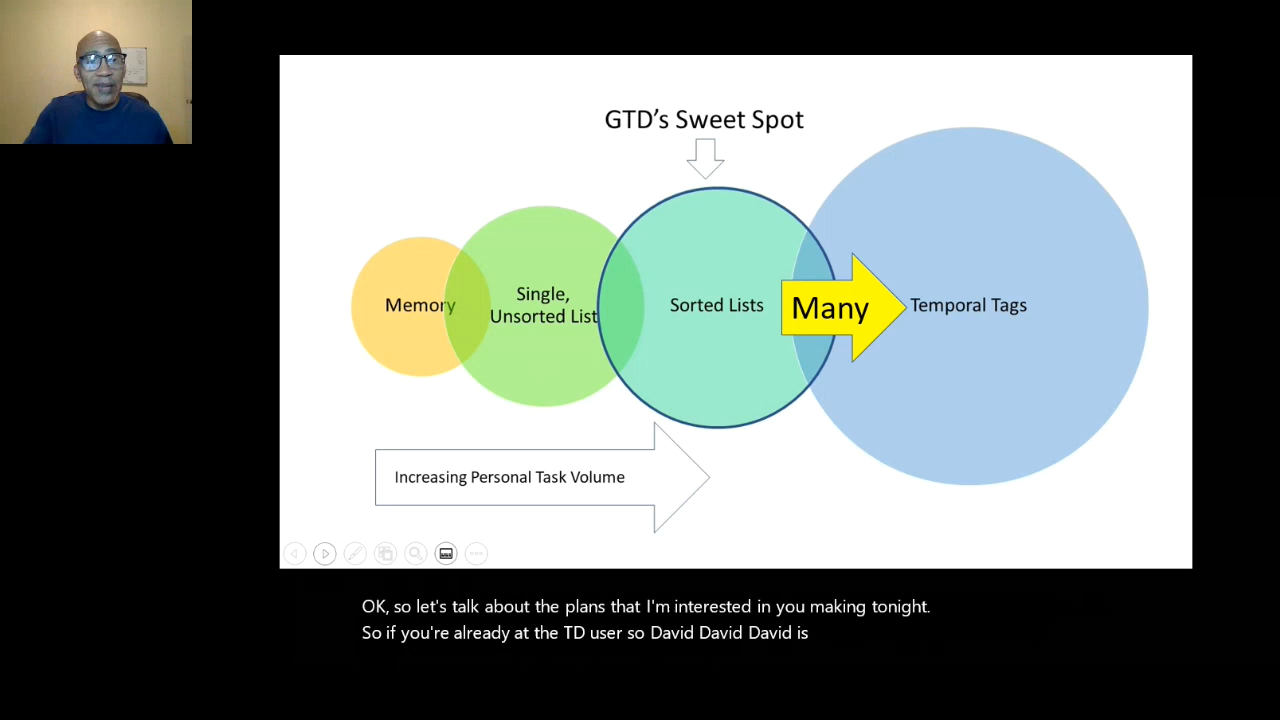 GTD's Sweet Spot
Memory
Single,
Unsorted List
Sorted Lists
Many
Temporal Tags
Increasing Personal Task Volume
OK, so let's talk about the plans that I'm interested in you making tonight.
So if you're already at the TD user so David David David is